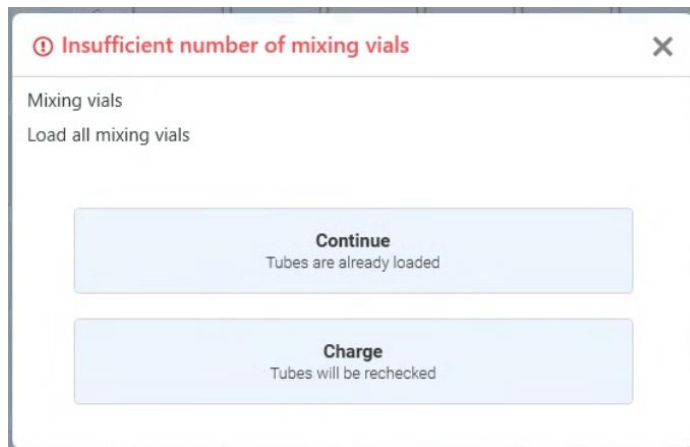 Insufficient number of mixing vials
Mixing vials
Load all mixing vials
Continue
Tubes are already loaded
Charge
Tubes will be rechecked